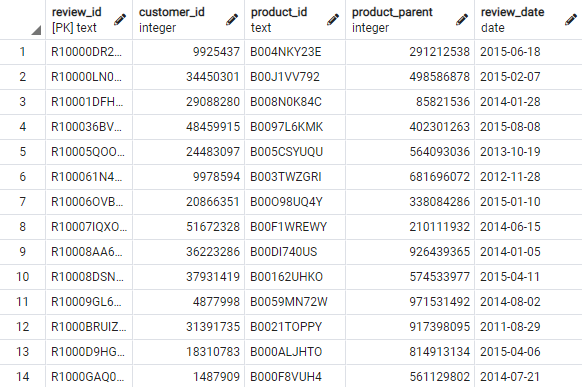 review_id customer_id product_id product_parent review_date
[PK] text integer text integer date
1 R10000DR2... 9925437 B004NKY23E 291212538 2015-06-18
2 R10000LN0... 34450301 B00J1VV792 498586878 2015-02-07
3 R10001DFH... 29088280 B008N0K84C 85821536 2014-01-28
4 R100036BV... 48459915 B0097L6KMK 402301263 2015-08-08
5 R10005QOO... 24483097 B005CSYUQU 564093036 2013-10-19
6 R100061N4... 9978594 B003TWZGRI 681696072 2012-11-28
7 R10006OVB... 20866351 B00O98UQ4Y 338084286 2015-01-10
8 R10007IQXO... 51672328 B00F1WREWY 210111932 2014-06-15
9 R10008AA6... 36223286 B00DI740US 926439365 2014-01-05
10 R10008DSN... 37931419 B00162UHKO 574533977 2015-04-11
11 R10009GL6... 4877998 B0059MN72W 971531492 2014-08-02
12 R1000BRUIZ... 31391735 B0021TOPPY 917398095 2011-08-29
13 R1000D9HG... 18310783 B000ALJHTO 814913134 2015-04-06
14 R1000GAQ0... 1487909 B000F8VUH4 561129802 2014-07-21